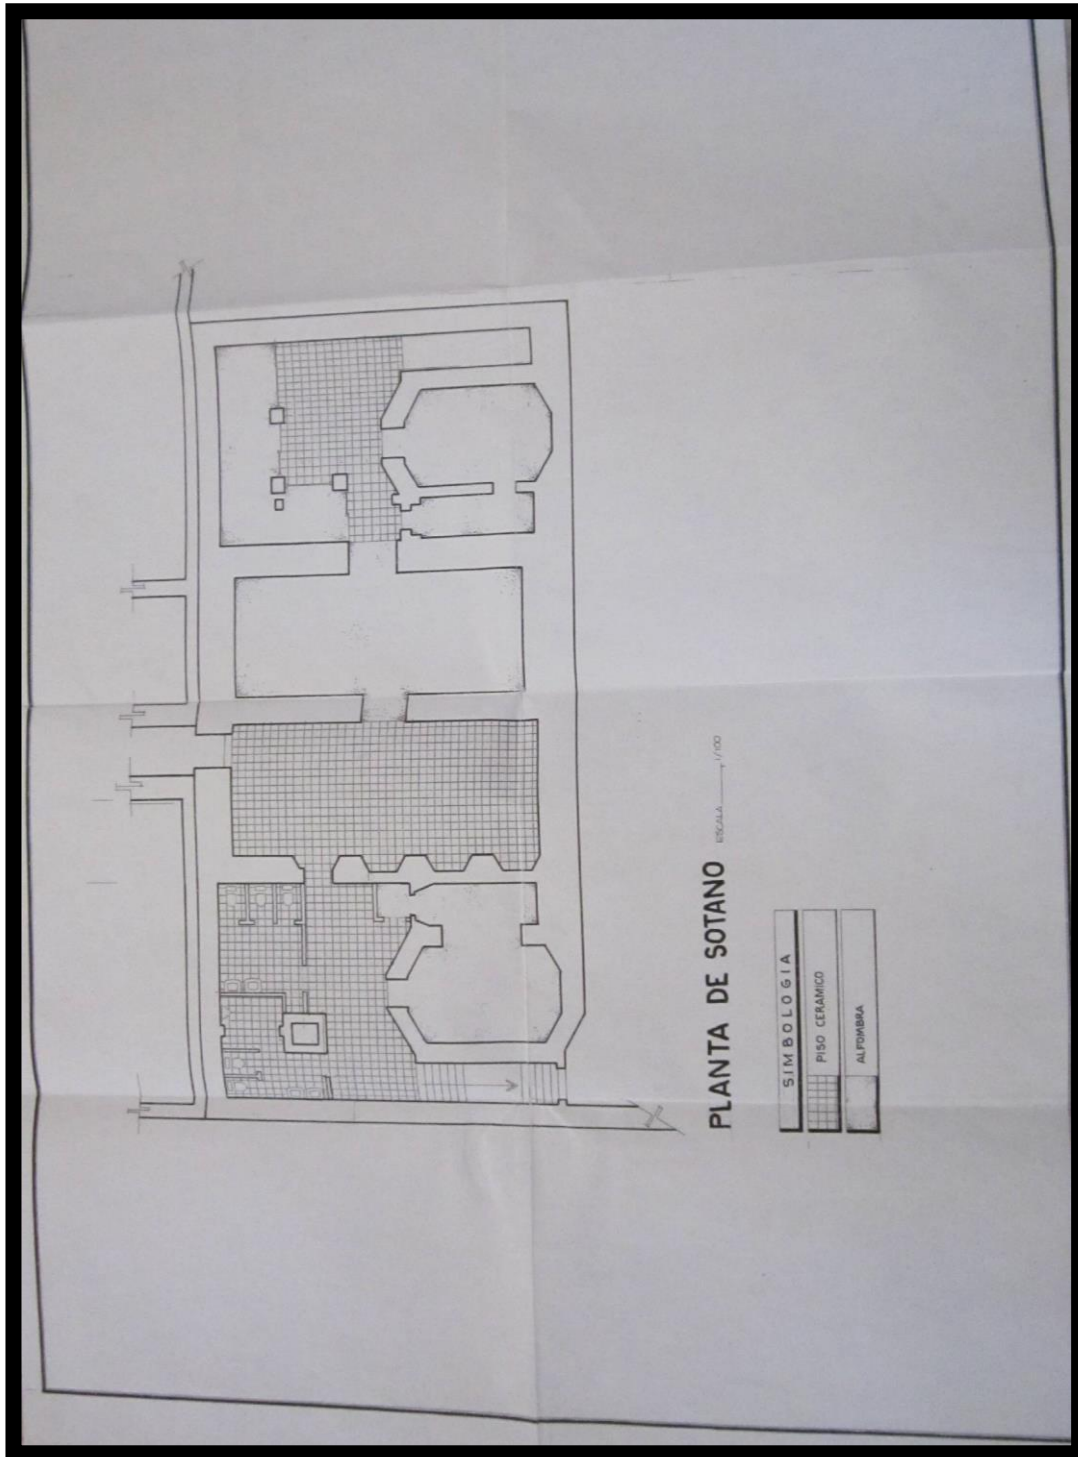 PLANTA DE SOTANO
ESCALA 1/100
SIMBOLOGIA
PISO CERAMICO
ALFOMBRA